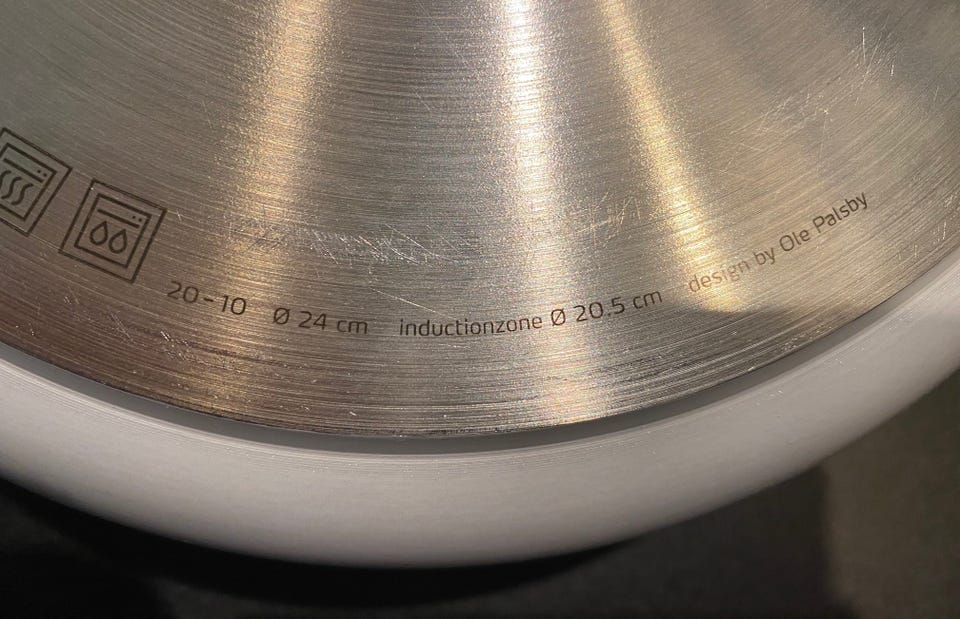 20-10 Ø 24 cm inductionzone Ø 20.5 cm design by Ole Palsby